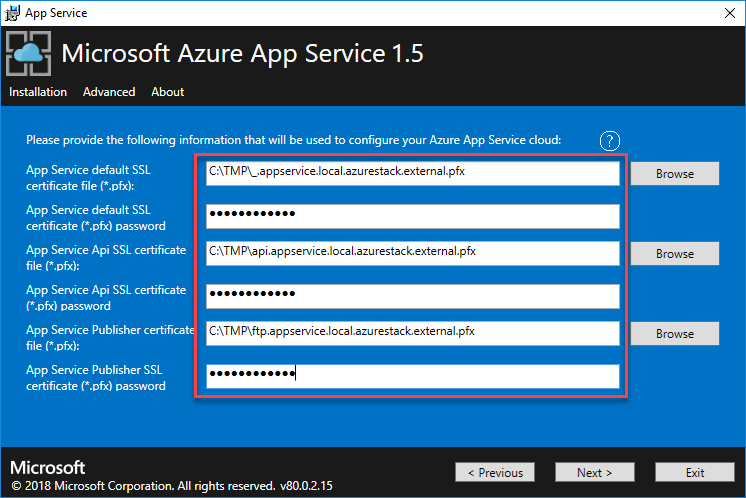 App Service
Microsoft Azure App Service 1.5
Installation Advanced About
Please provide the following information that will be used to configure your Azure App Service cloud: ?
App Service default SSL
certificate file (*.pfx):
C:\TMP\_.appservice.local.azurestack.external.pfx
Browse
App Service default SSL
certificate (*.pfx) password
●●●●●●●●●●●●
App Service Api SSL certificate
file (*.pfx):
C:\TMP\api.appservice.local.azurestack.external.pfx
Browse
App Service Api SSL certificate
(*.pfx) password
●●●●●●●●●●●●
App Service Publisher certificate
file (*.pfx):
C:\TMP\ftp.appservice.local.azurestack.external.pfx
Browse
App Service Publisher SSL
certificate (*.pfx) password
●●●●●●●●●●●●
Microsoft
© 2018 Microsoft Corporation. All rights reserved. v80.0.2.15
< Previous Next > Exit